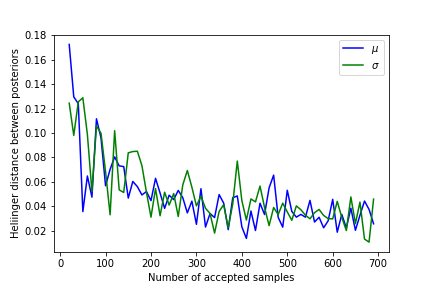 0.18
μ
σ
0.16
0.14
0.12
0.10
0.08
0.06
0.04
0.02
Hellinger distance between posteriors
0 100 200 300 400 500 600 700
Number of accepted samples